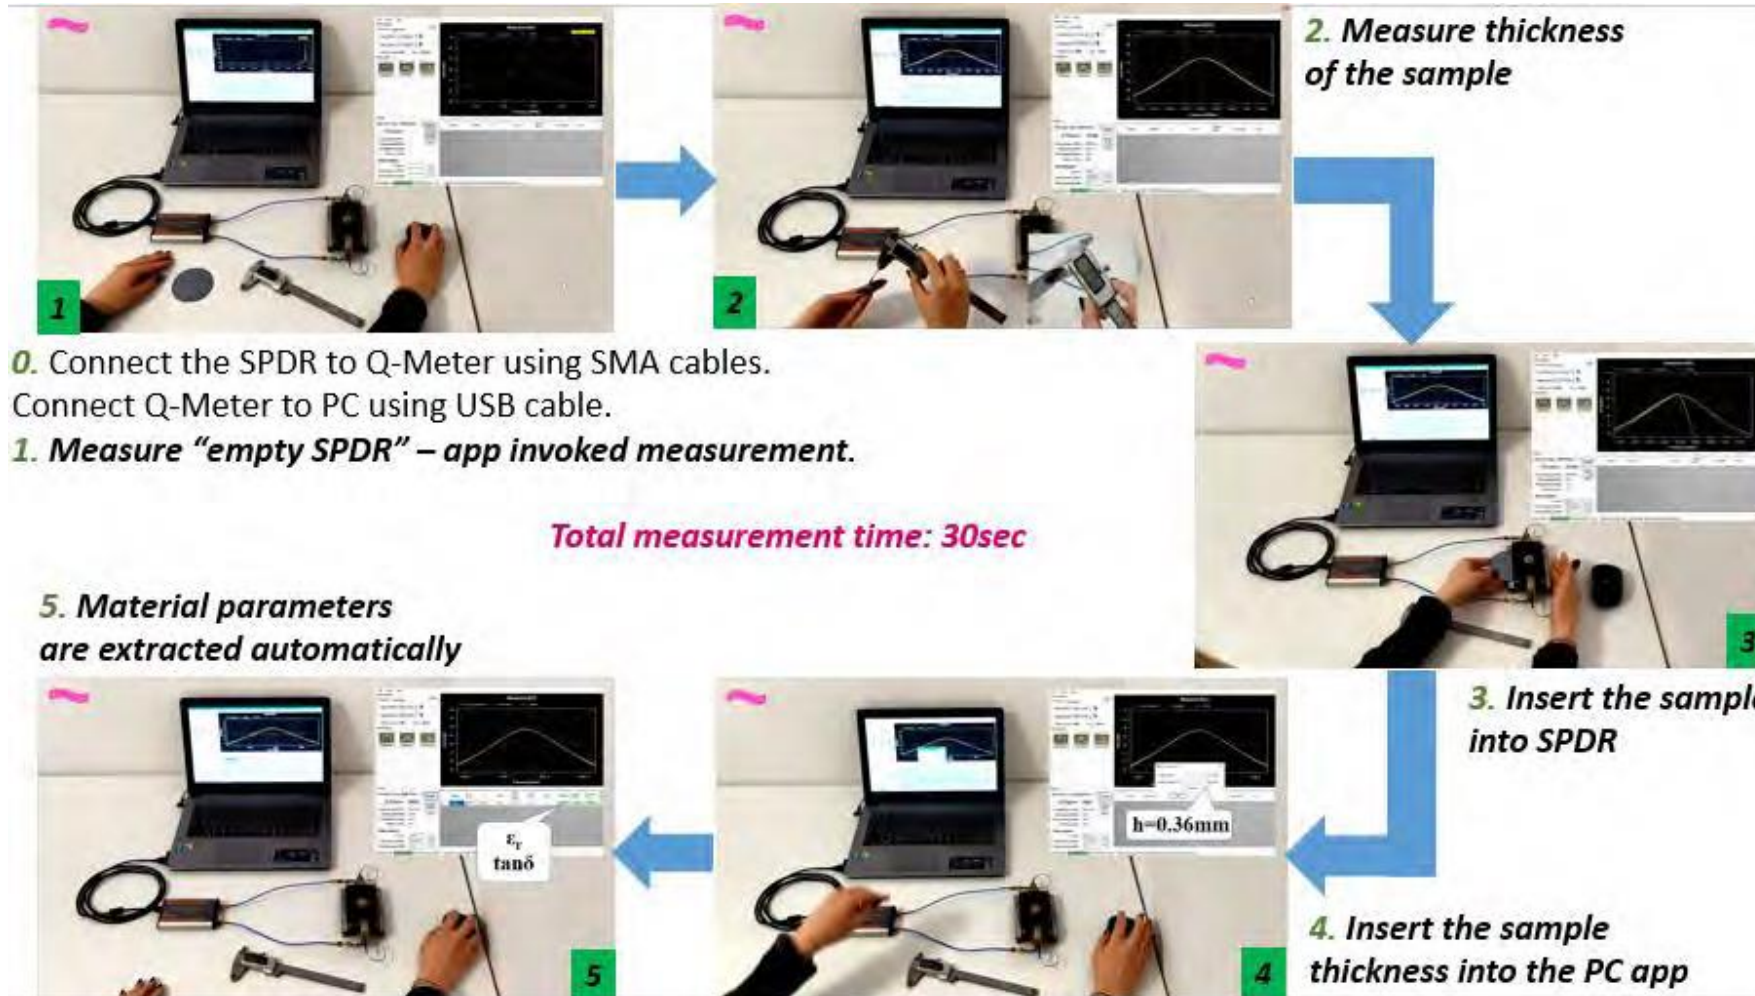 1
2
2. Measure thickness
of the sample
0. Connect the SPDR to Q-Meter using SMA cables.
Connect Q-Meter to PC using USB cable.
1. Measure “empty SPDR” – app invoked measurement.
Total measurement time: 30sec
3
3. Insert the sample
into SPDR
5. Material parameters
are extracted automatically
εr
tanδ
5
h=0.36mm
4
4. Insert the sample
thickness into the PC app